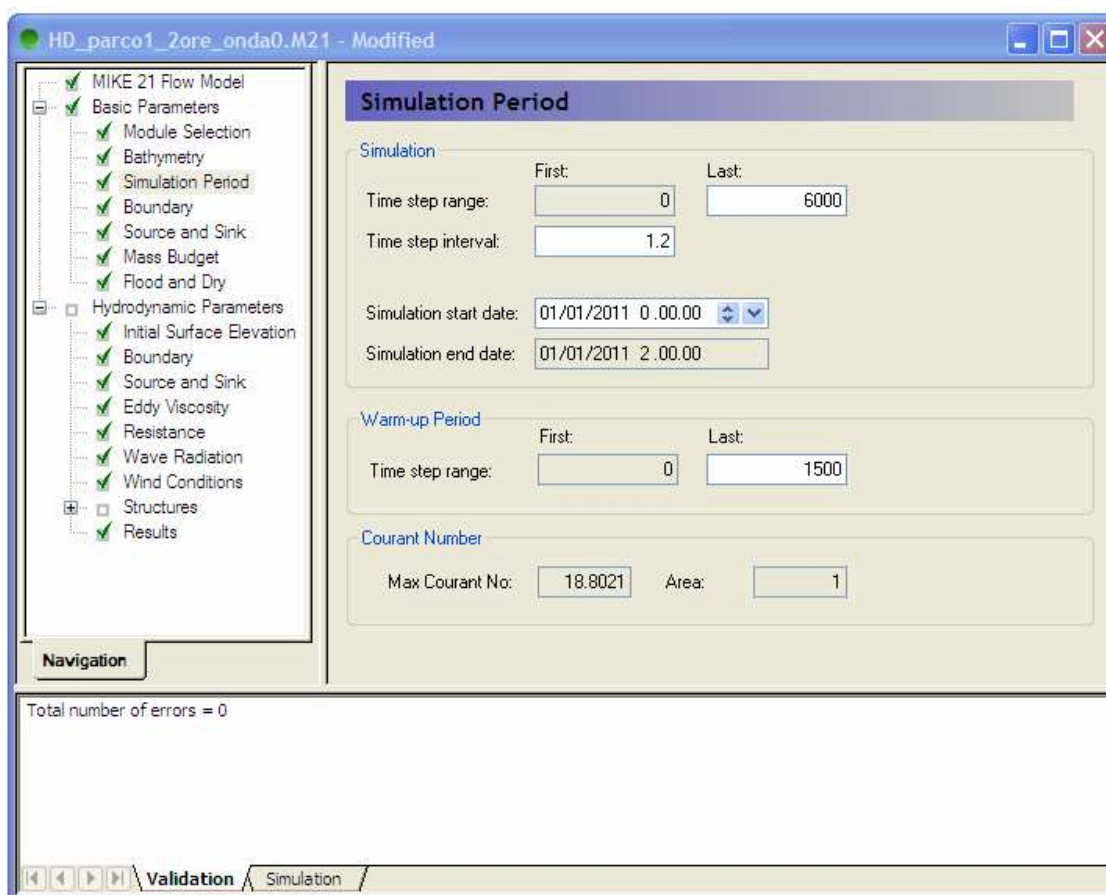 HD_parco1_2ore_onda0.M21 - Modified
MIKE 21 Flow Model
Basic Parameters
Module Selection
Bathymetry
Simulation Period
Boundary
Source and Sink
Mass Budget
Flood and Dry
Hydrodynamic Parameters
Initial Surface Elevation
Boundary
Source and Sink
Eddy Viscosity
Resistance
Wave Radiation
Wind Conditions
Structures
Results
Navigation
Simulation Period
Simulation
First: Last:
Time step range: 0 6000
Time step interval: 1.2
Simulation start date: 01/01/2011 0.00.00
Simulation end date: 01/01/2011 2.00.00
Warm-up Period
First: Last:
Time step range: 0 1500
Courant Number
Max Courant No: 18.8021 Area: 1
Total number of errors = 0
Validation Simulation